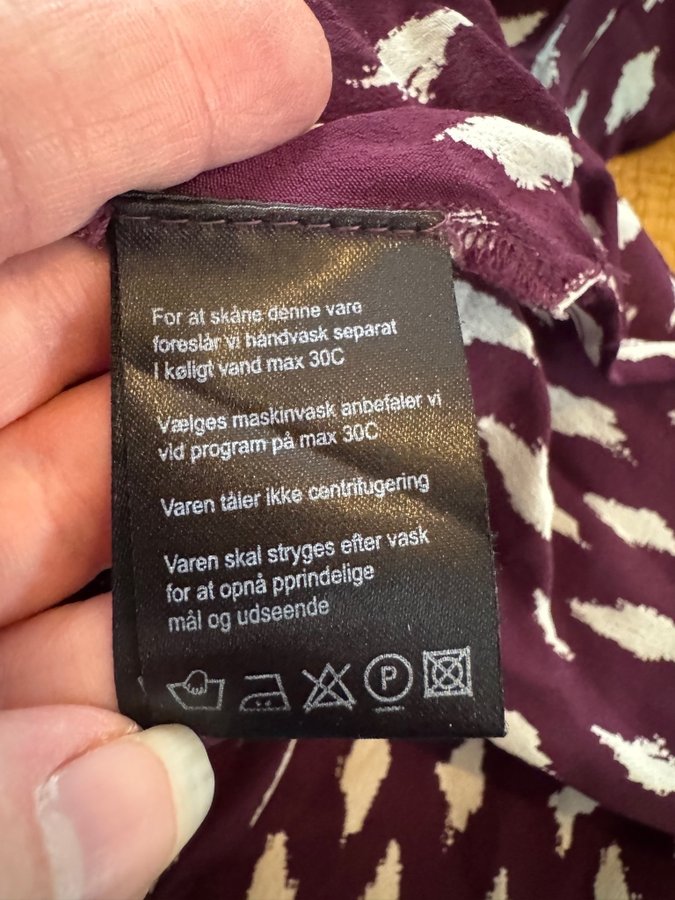 For at skåne denne vare
foreslår vi håndvask separat
I køligt vand max 30C
Vælges maskinvask anbefaler vi
vid program på max 30C
Varen tåler ikke centrifugering
Varen skal stryges efter vask
for at opnå pprindelige
mål og udseende
P